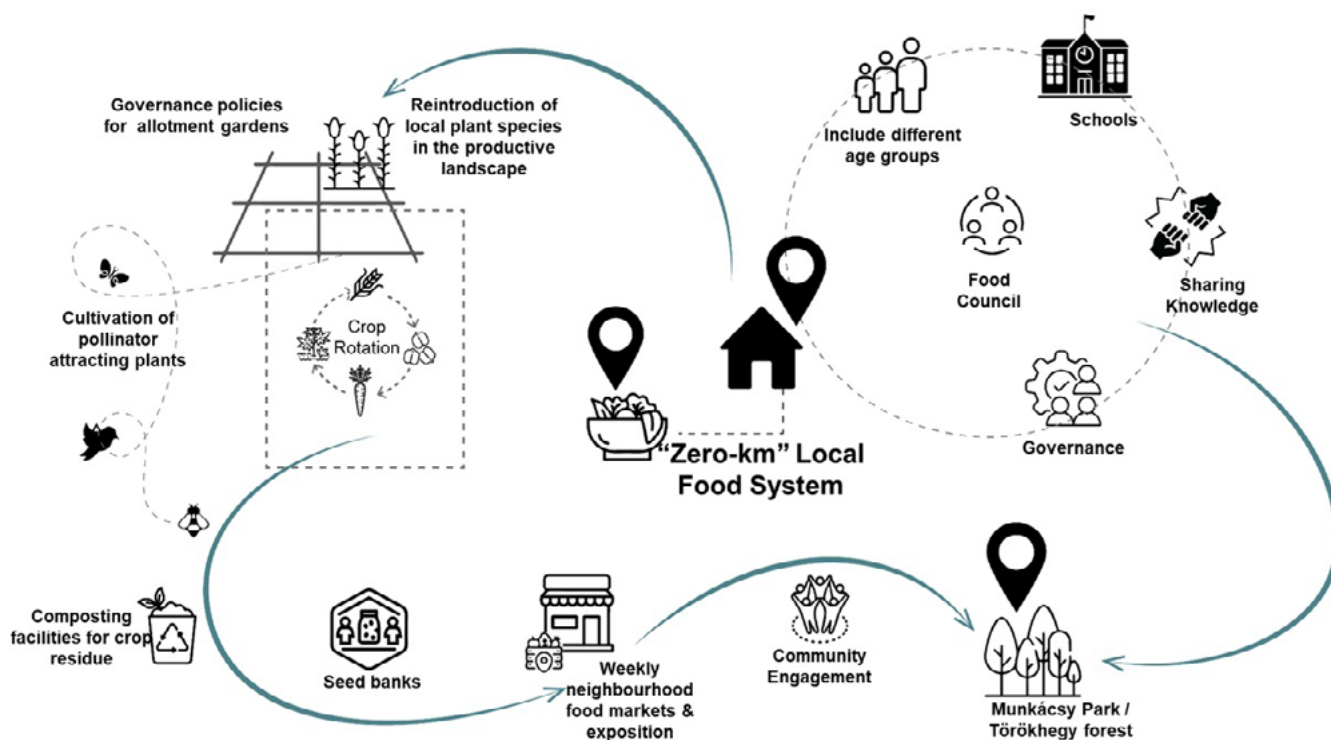 Governance policies
for allotment gardens
Reintroduction of
local plant species
in the productive
landscape
Include different
age groups
Schools
Food
Council
Sharing
Knowledge
Governance
Cultivation of
pollinator
attracting plants
Crop
Rotation
“Zero-km” Local
Food System
Composting
facilities for crop
residue
Seed banks
Weekly
neighbourhood
food markets &
exposition
Community
Engagement
Munkácsy Park /
Törökhegy forest